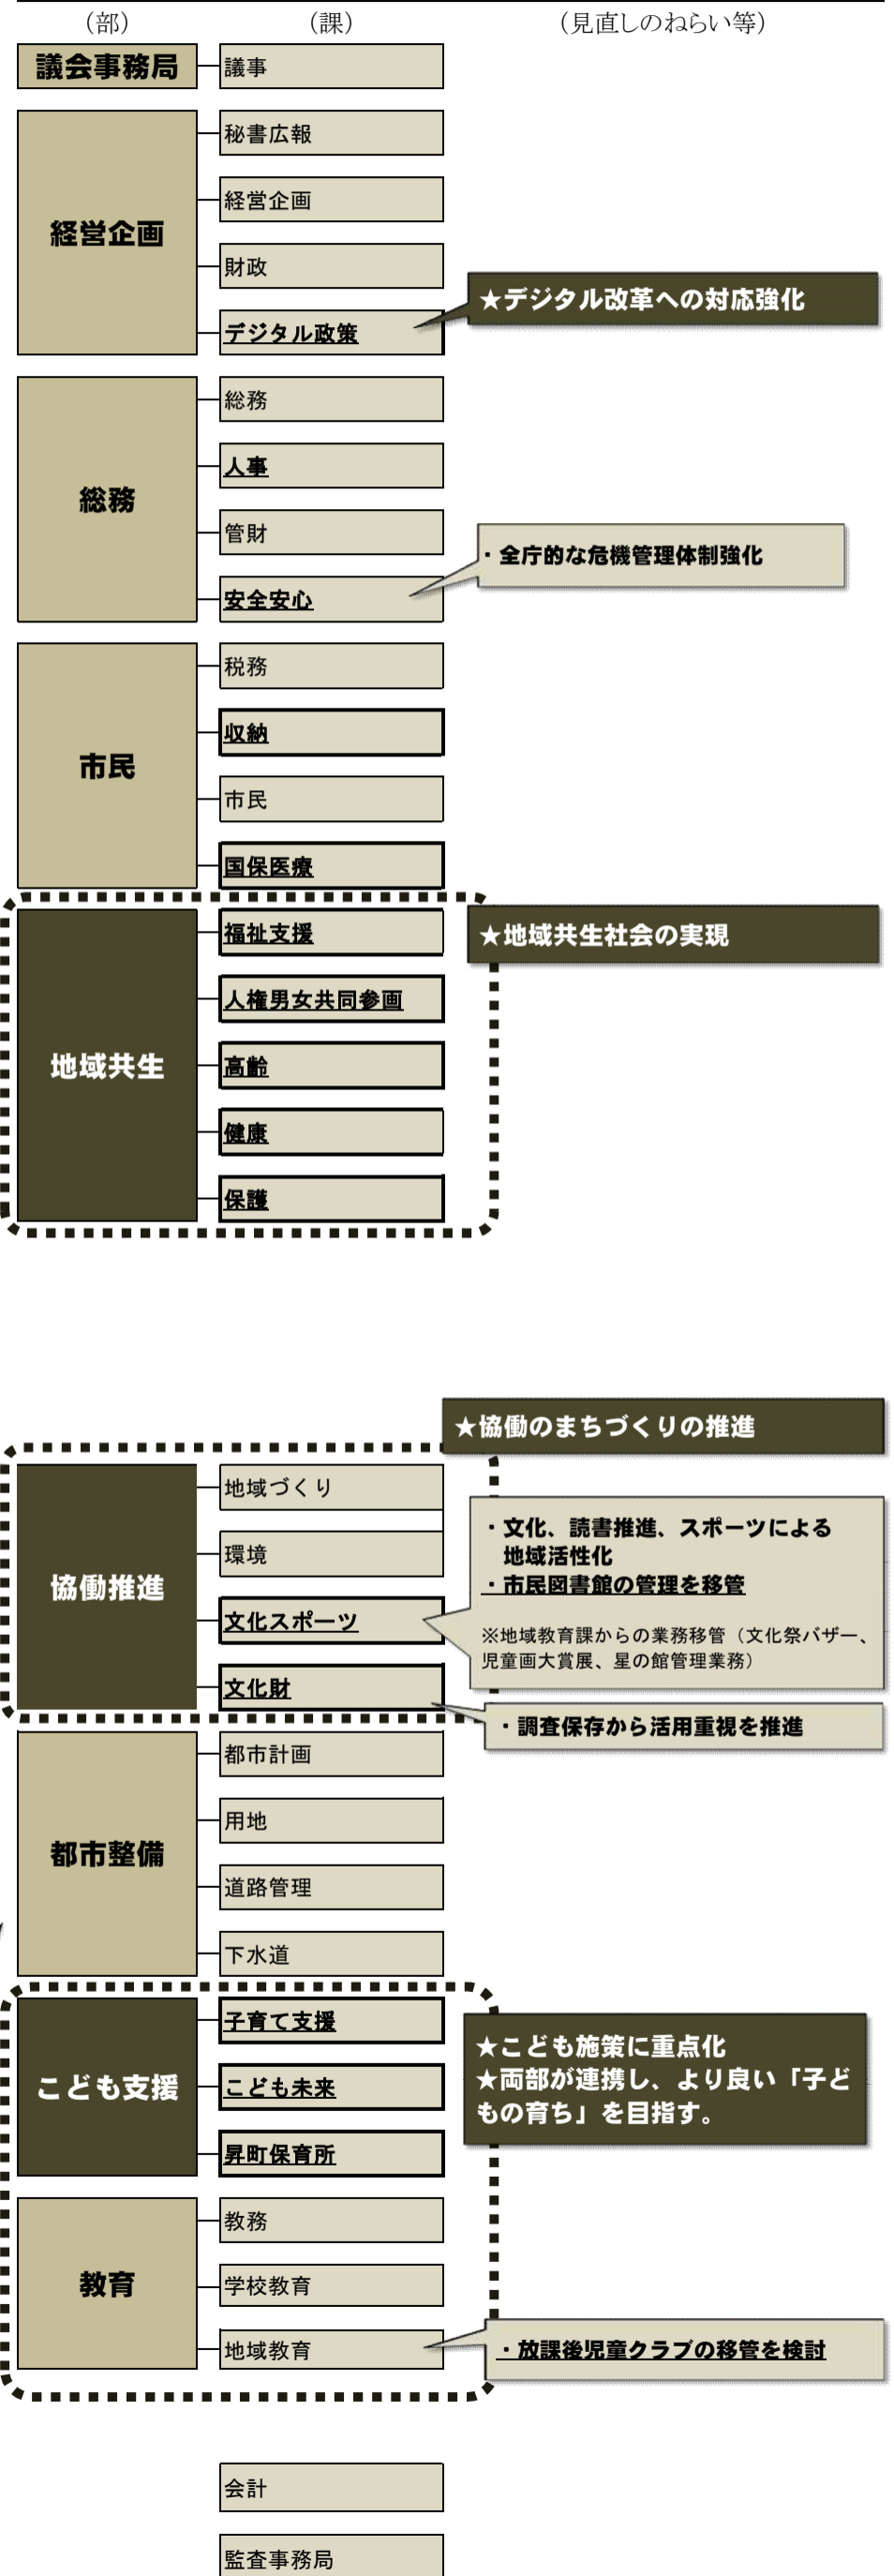 （部）　（課）　（見直しのねらい等）
議会事務局
議事
経営企画
秘書広報
経営企画
財政
デジタル政策
★デジタル改革への対応強化
総務
総務
人事
管財
安全安心
・全庁的な危機管理体制強化
市民
税務
収納
市民
国保医療
地域共生
福祉支援
人権男女共同参画
高齢
健康
保護
★地域共生社会の実現
★協働のまちづくりの推進
協働推進
地域づくり
環境
文化スポーツ
文化財
・文化、読書推進、スポーツによる
地域活性化
・市民図書館の管理を移管
※地域教育課からの業務移管（文化祭バザー、
児童画大賞展、星の館管理業務）
・調査保存から活用重視を推進
都市整備
都市計画
用地
道路管理
下水道
こども支援
子育て支援
こども未来
昇町保育所
★こども施策に重点化
★両部が連携し、より良い「子ど
もの育ち」を目指す。
教育
教務
学校教育
地域教育
・放課後児童クラブの移管を検討
会計
監査事務局